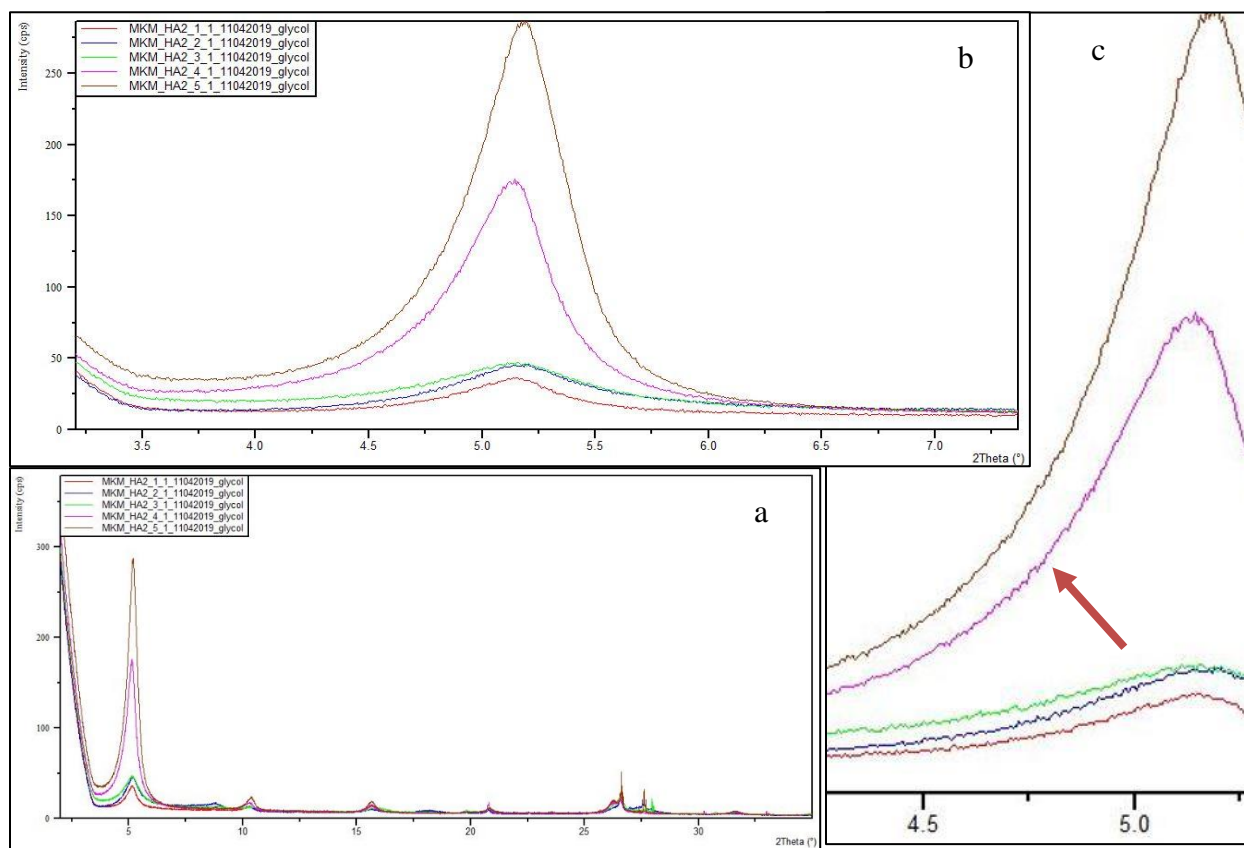 Intensity (cps)
MKM_HA2_1_1_11042019_glycol
MKM_HA2_2_1_11042019_glycol
MKM_HA2_3_1_11042019_glycol
MKM_HA2_4_1_11042019_glycol
MKM_HA2_5_1_11042019_glycol
b
250
200
150
100
50
0
3.5 4.0 4.5 5.0 5.5 6.0 6.5 7.0
2Theta (°)
c
4.5 5.0
Intensity (cps)
MKM_HA2_1_1_11042019_glycol
MKM_HA2_2_1_11042019_glycol
MKM_HA2_3_1_11042019_glycol
MKM_HA2_4_1_11042019_glycol
MKM_HA2_5_1_11042019_glycol
a
300
200
100
0
5 10 15 20 25 30
2Theta (°)